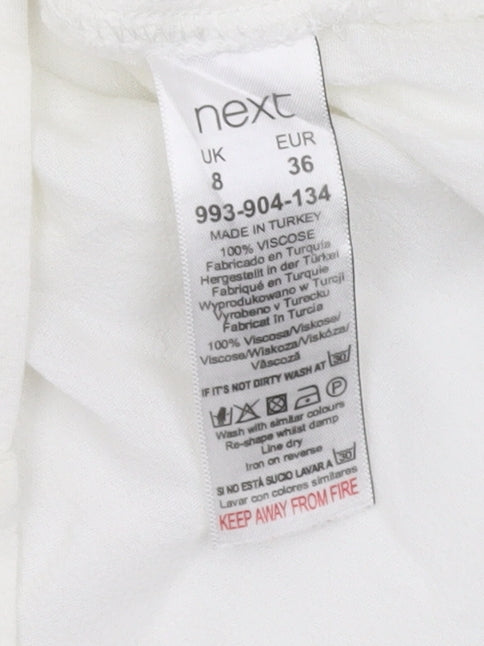 next
UK EUR
8 36
993-904-134
MADE IN TURKEY
100% VISCOSE
Fabricado en Turquía
Hergestellt in der Türkei
Fabriqué en Turquie
Wyprodukowano w Turcji
Vyrobeno v Turecku
Fabricat în Turcia
100% Viscosa/Viskose/
Viscose/Wiskoza/Viskóza/
Vâscoză
IF IT'S NOT DIRTY WASH AT 30
P
Wash with similar colours
Re-shape whilst damp
Line dry
Iron on reverse
SI NO ESTÁ SUCIO LAVAR A 30
Lavar con colores similares
KEEP AWAY FROM FIRE